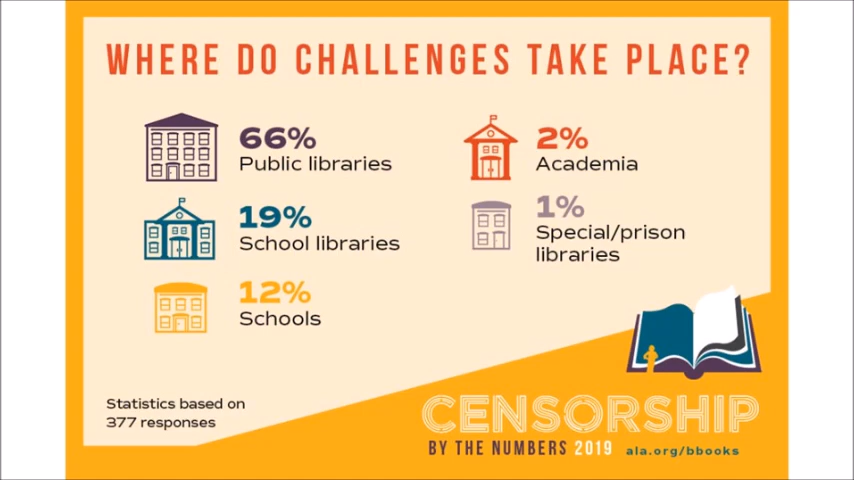 WHERE DO CHALLENGES TAKE PLACE?
66%
Public libraries
19%
School libraries
12%
Schools
2%
Academia
1%
Special/prison
libraries
Statistics based on
377 responses
CENSORSHIP
BY THE NUMBERS 2019 ala.org/bbooks